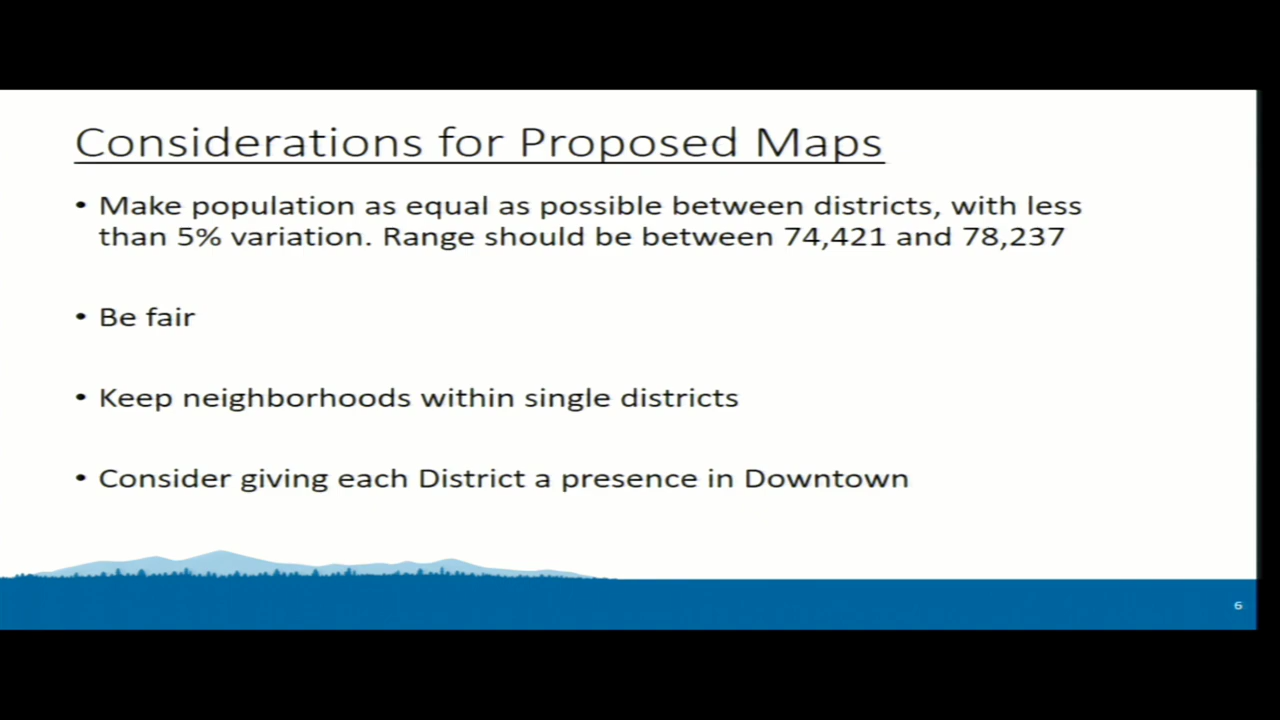 Considerations for Proposed Maps
• Make population as equal as possible between districts, with less
than 5% variation. Range should be between 74,421 and 78,237
• Be fair
• Keep neighborhoods within single districts
• Consider giving each District a presence in Downtown
6